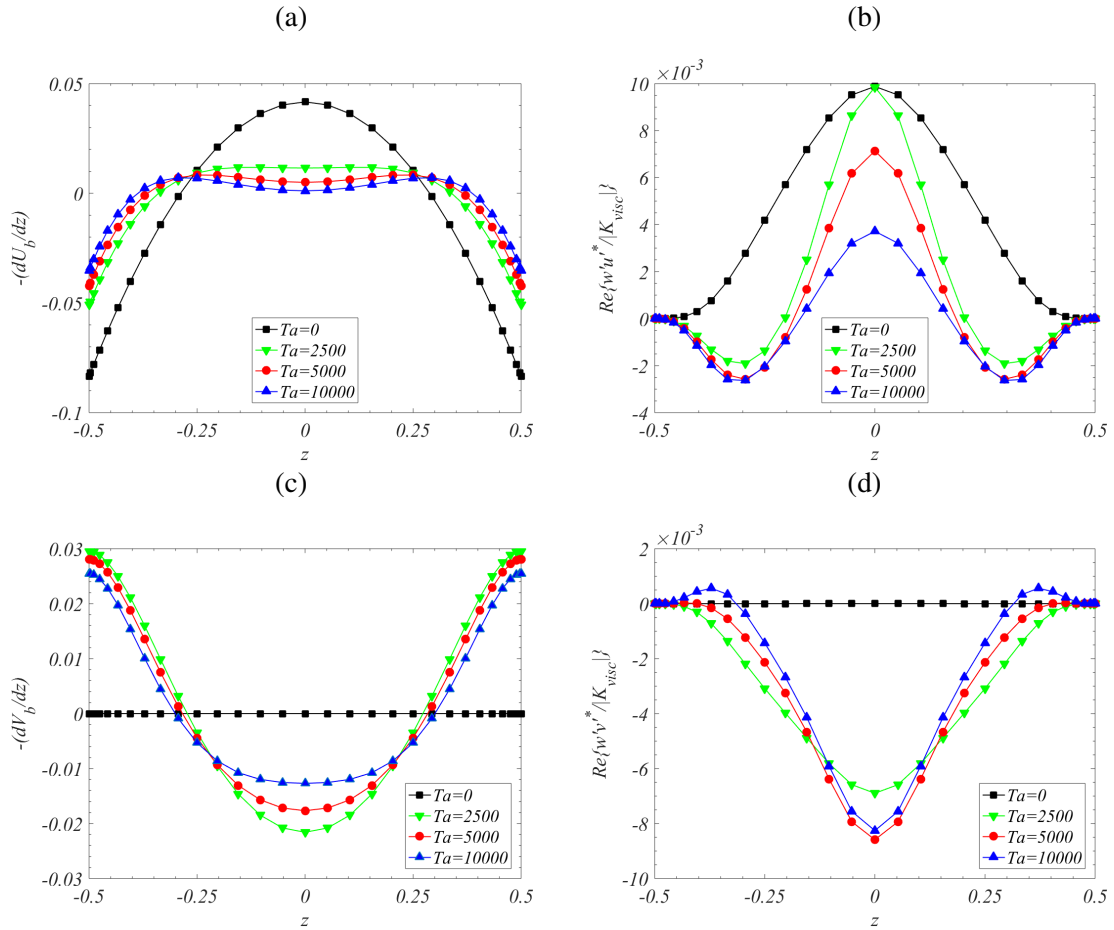 (a)
0.05
0
-0.05
-0.1
-0.5
-0.25
0
0.25
0.5
z
-(dU_b/dz)
Ta=0
Ta=2500
Ta=5000
Ta=10000
(b)
×10⁻³
10
8
6
4
2
0
-2
-4
-0.5
-0.25
0
0.25
0.5
z
Re{w'u'*/|K_visc|}
Ta=0
Ta=2500
Ta=5000
Ta=10000
(c)
0.03
0.02
0.01
0
-0.01
-0.02
-0.03
-0.5
-0.25
0
0.25
0.5
z
-(dV_b/dz)
Ta=0
Ta=2500
Ta=5000
Ta=10000
(d)
×10⁻³
2
0
-2
-4
-6
-8
-10
-0.5
-0.25
0
0.25
0.5
z
Re{w'v'*/|K_visc|}
Ta=0
Ta=2500
Ta=5000
Ta=10000